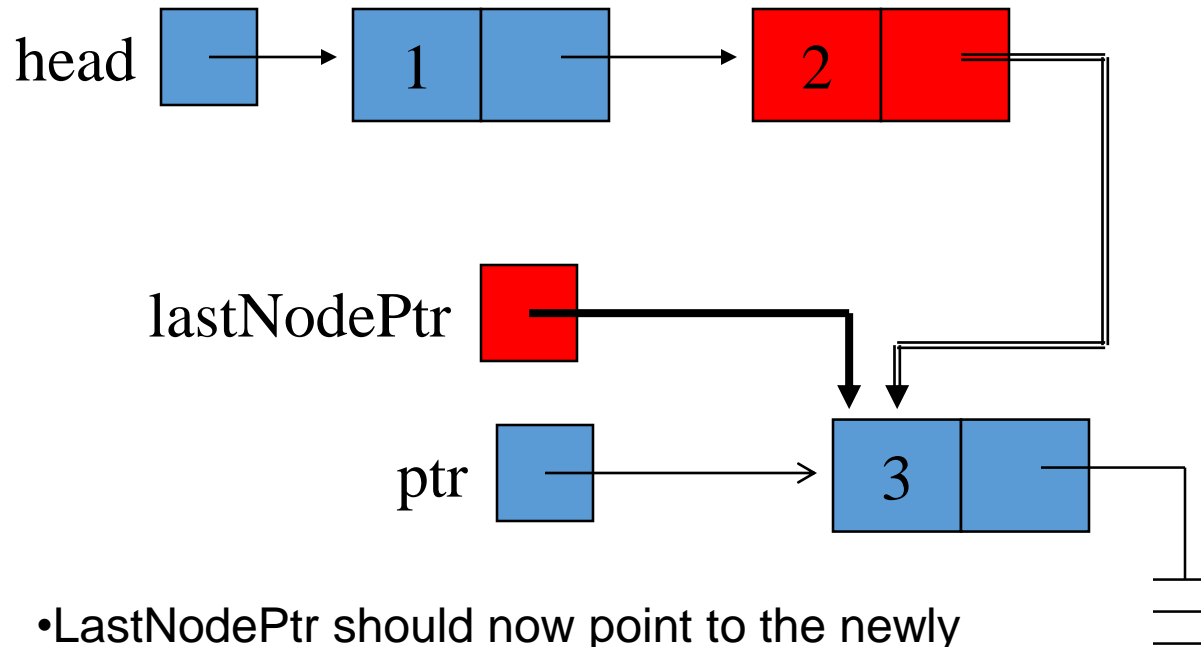 head
1
2
lastNodePtr
ptr
3
•LastNodePtr should now point to the newly